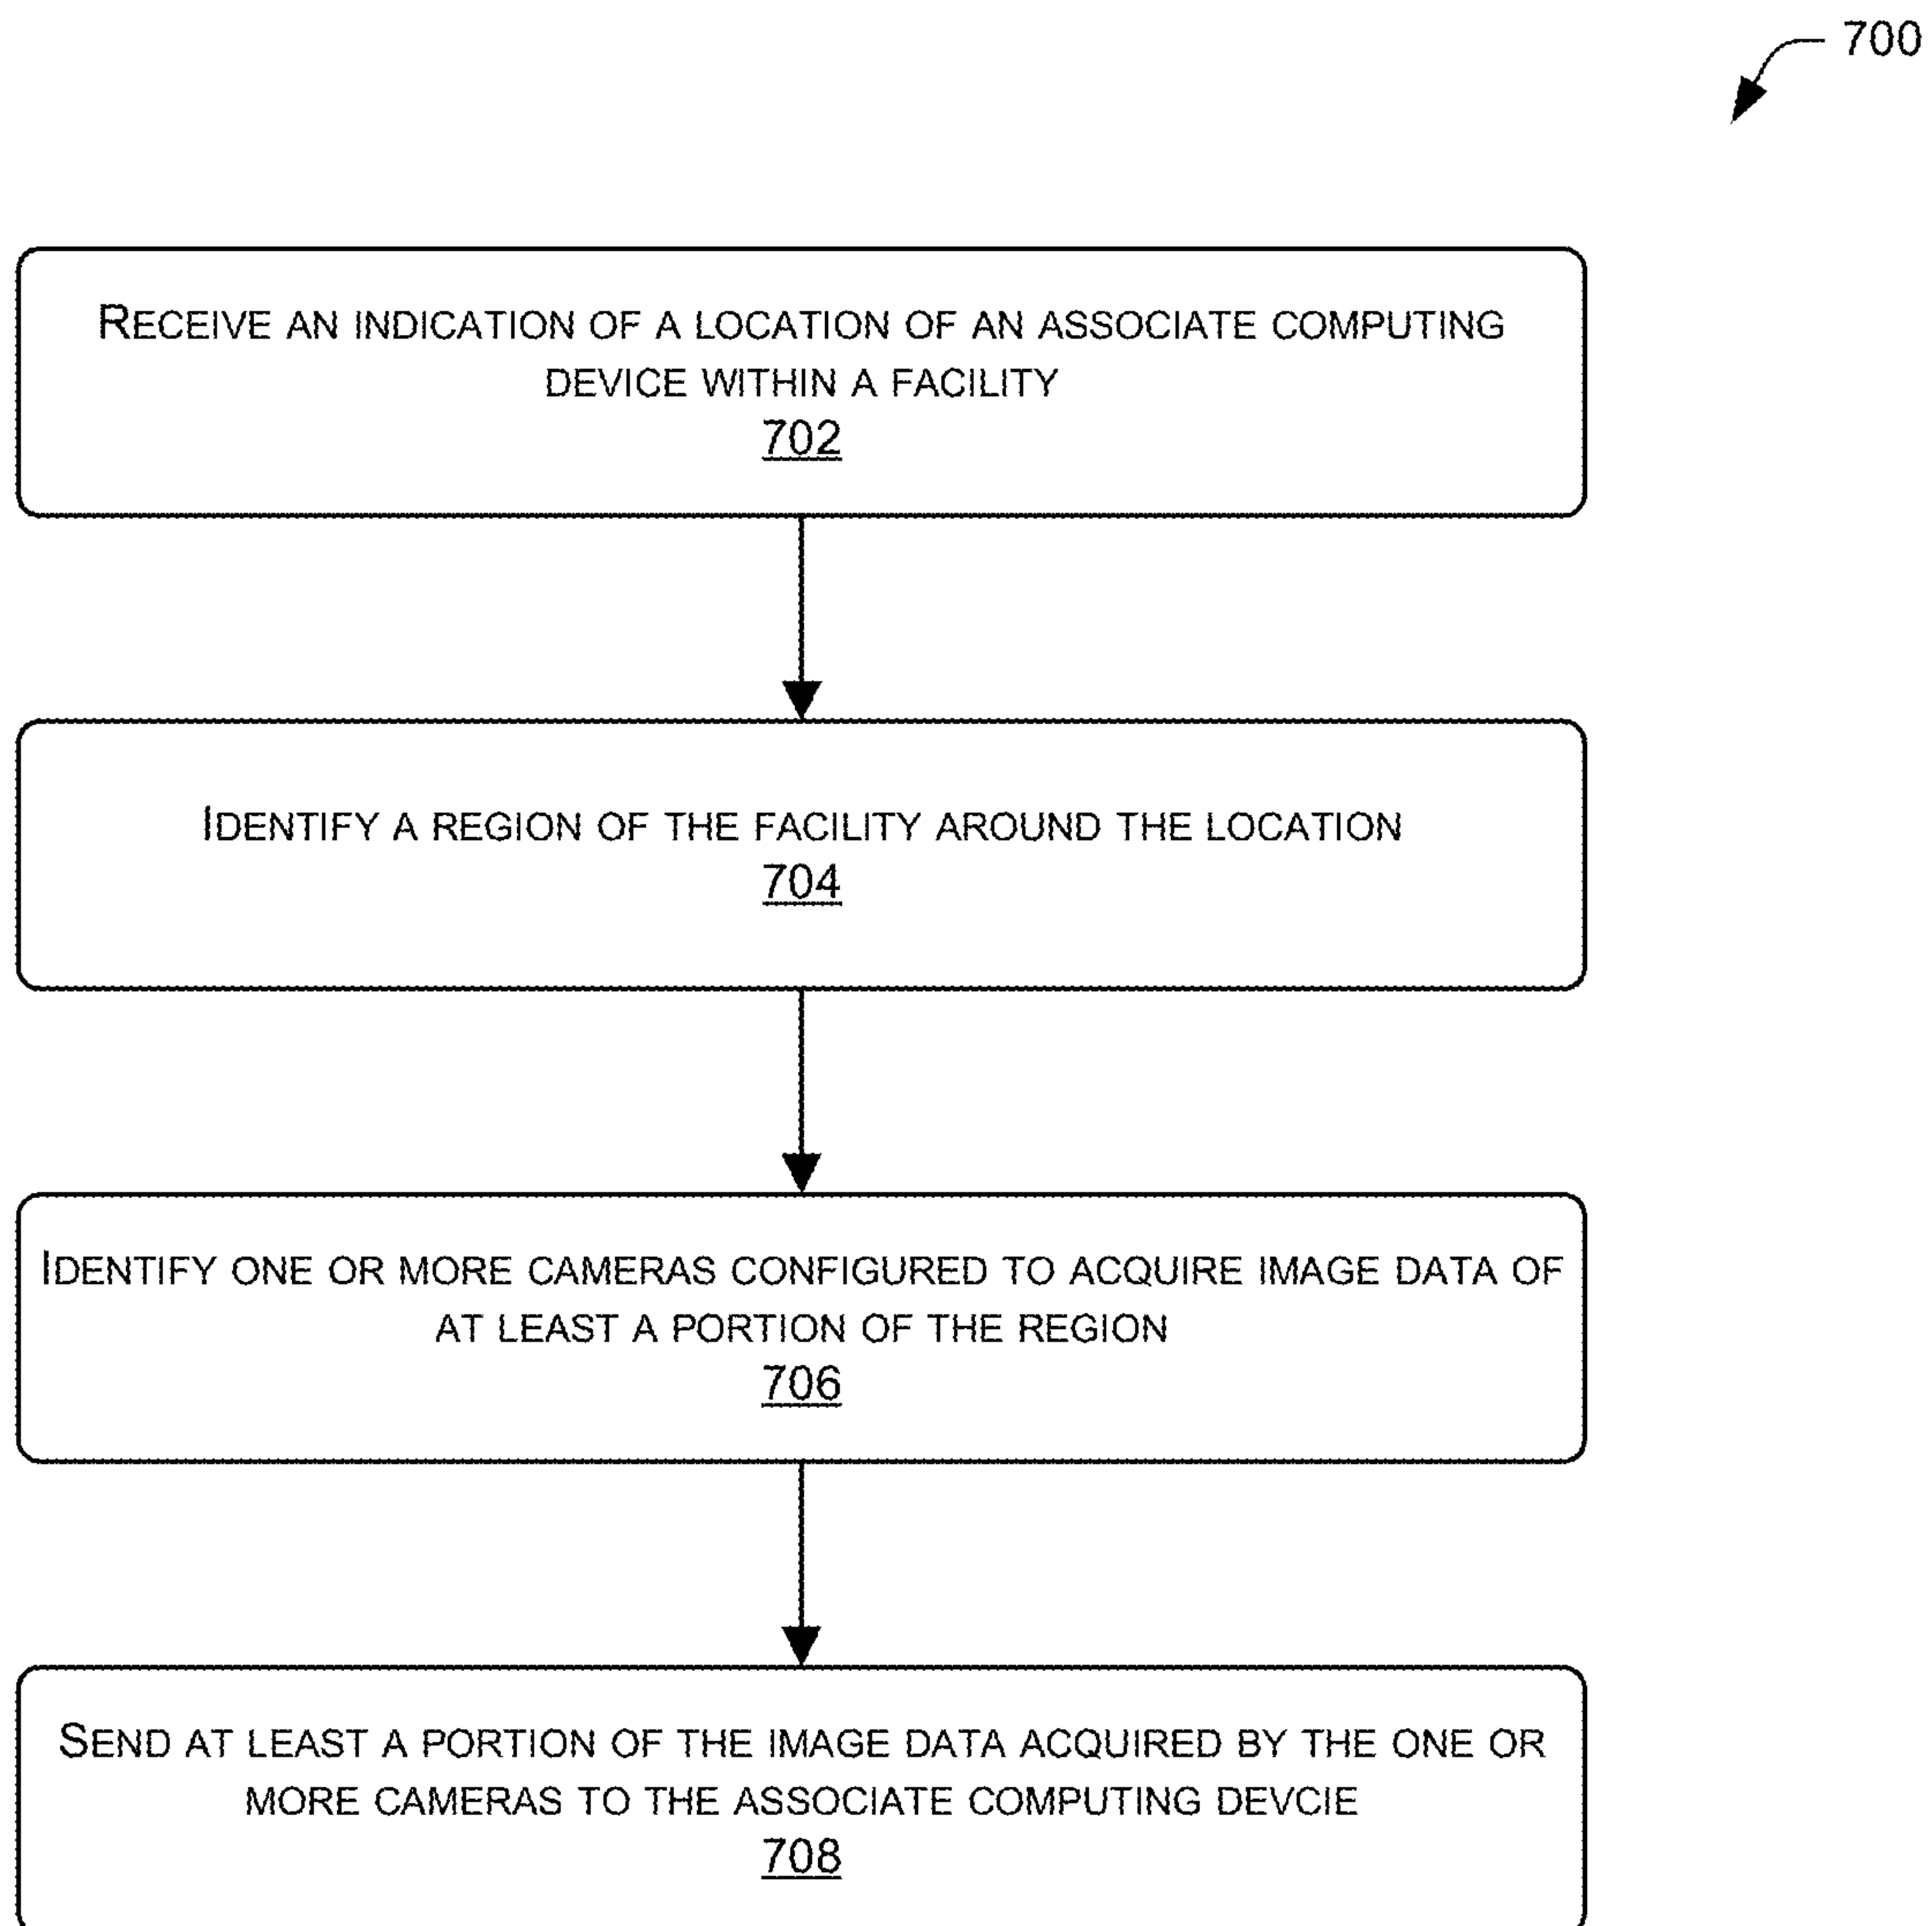 700
RECEIVE AN INDICATION OF A LOCATION OF AN ASSOCIATE COMPUTING
DEVICE WITHIN A FACILITY
702
IDENTIFY A REGION OF THE FACILITY AROUND THE LOCATION
704
IDENTIFY ONE OR MORE CAMERAS CONFIGURED TO ACQUIRE IMAGE DATA OF
AT LEAST A PORTION OF THE REGION
706
SEND AT LEAST A PORTION OF THE IMAGE DATA ACQUIRED BY THE ONE OR
MORE CAMERAS TO THE ASSOCIATE COMPUTING DEVCIE
708